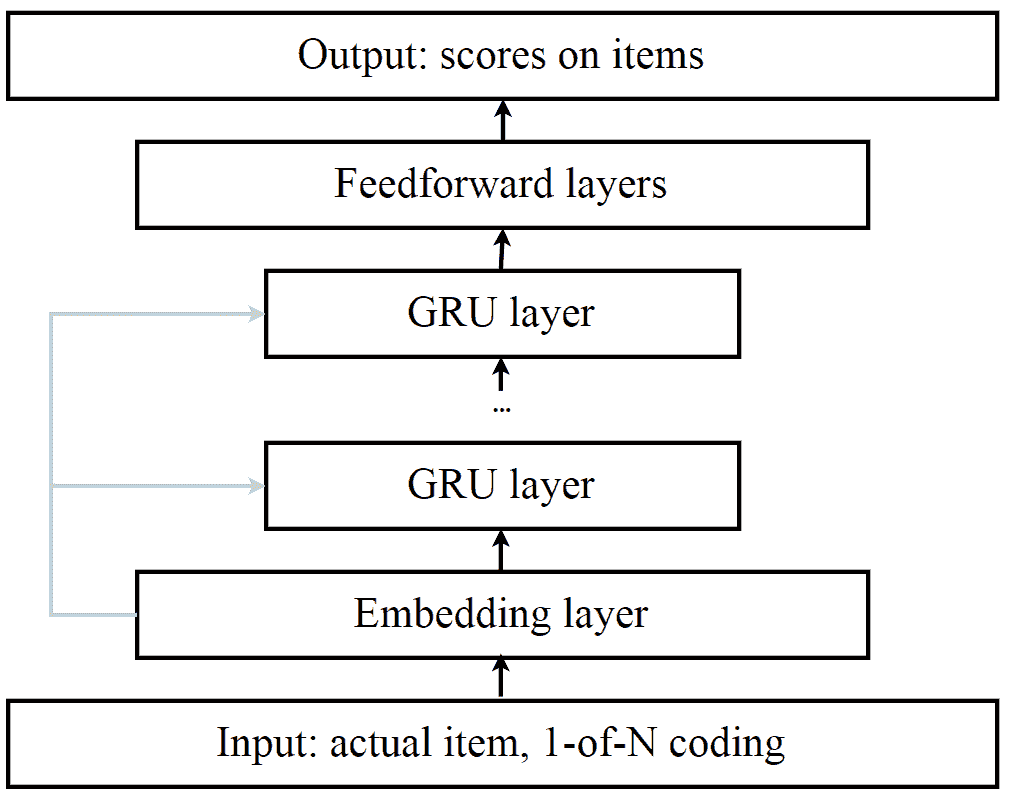 Output: scores on items
Feedforward layers
GRU layer
...
GRU layer
Embedding layer
Input: actual item, 1-of-N coding